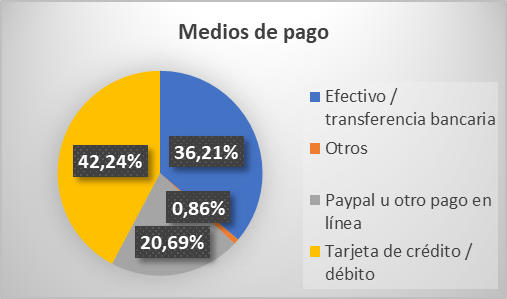 Medios de pago
36,21%
0,86%
20,69%
42,24%
Efectivo /
transferencia bancaria
Otros
Paypal u otro pago en
línea
Tarjeta de crédito /
débito